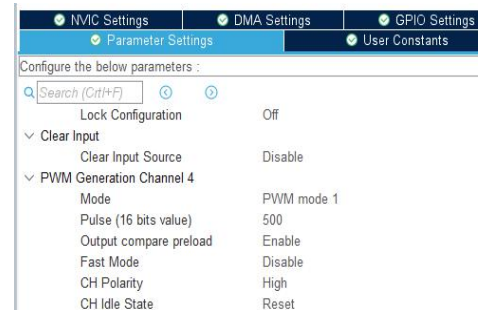 NVIC Settings DMA Settings GPIO Settings
Parameter Settings User Constants
Configure the below parameters :
Search (Crtl+F)
Lock Configuration Off
Clear Input
Clear Input Source Disable
PWM Generation Channel 4
Mode PWM mode 1
Pulse (16 bits value) 500
Output compare preload Enable
Fast Mode Disable
CH Polarity High
CH Idle State Reset